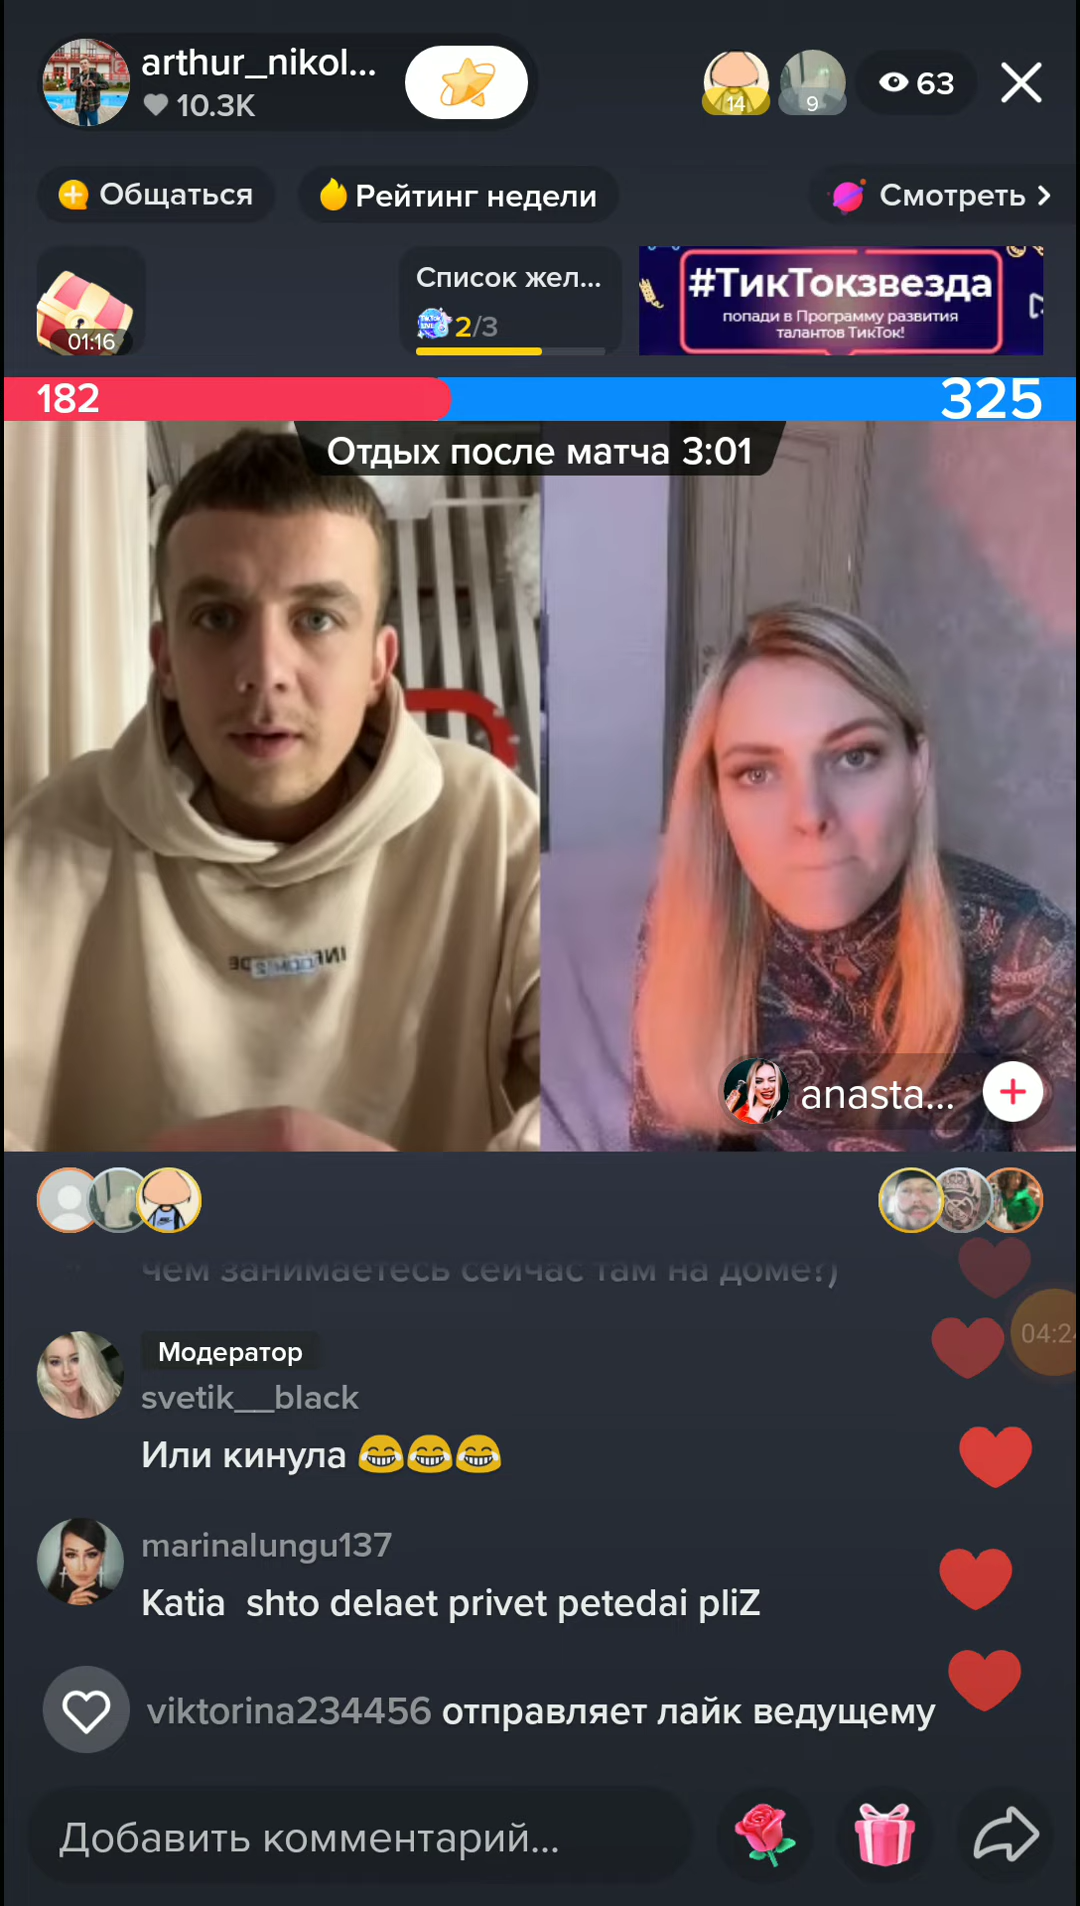 arthur_nikol...
10.3K
14
9
63
Общаться
Рейтинг недели
Смотреть
01:16
Список жел...
2/3
#ТикТокзвезда
попади в Программу развития
талантов ТикТок!
182
325
Отдых после матча 3:01
anasta...
чем занимаетесь сейчас там на доме?)
04:2
Модератор
svetik__black
Или кинула 😂😂😂
marinalungu137
Katia shto delaet privet petedai pliZ
viktorina234456 отправляет лайк ведущему
Добавить комментарий...